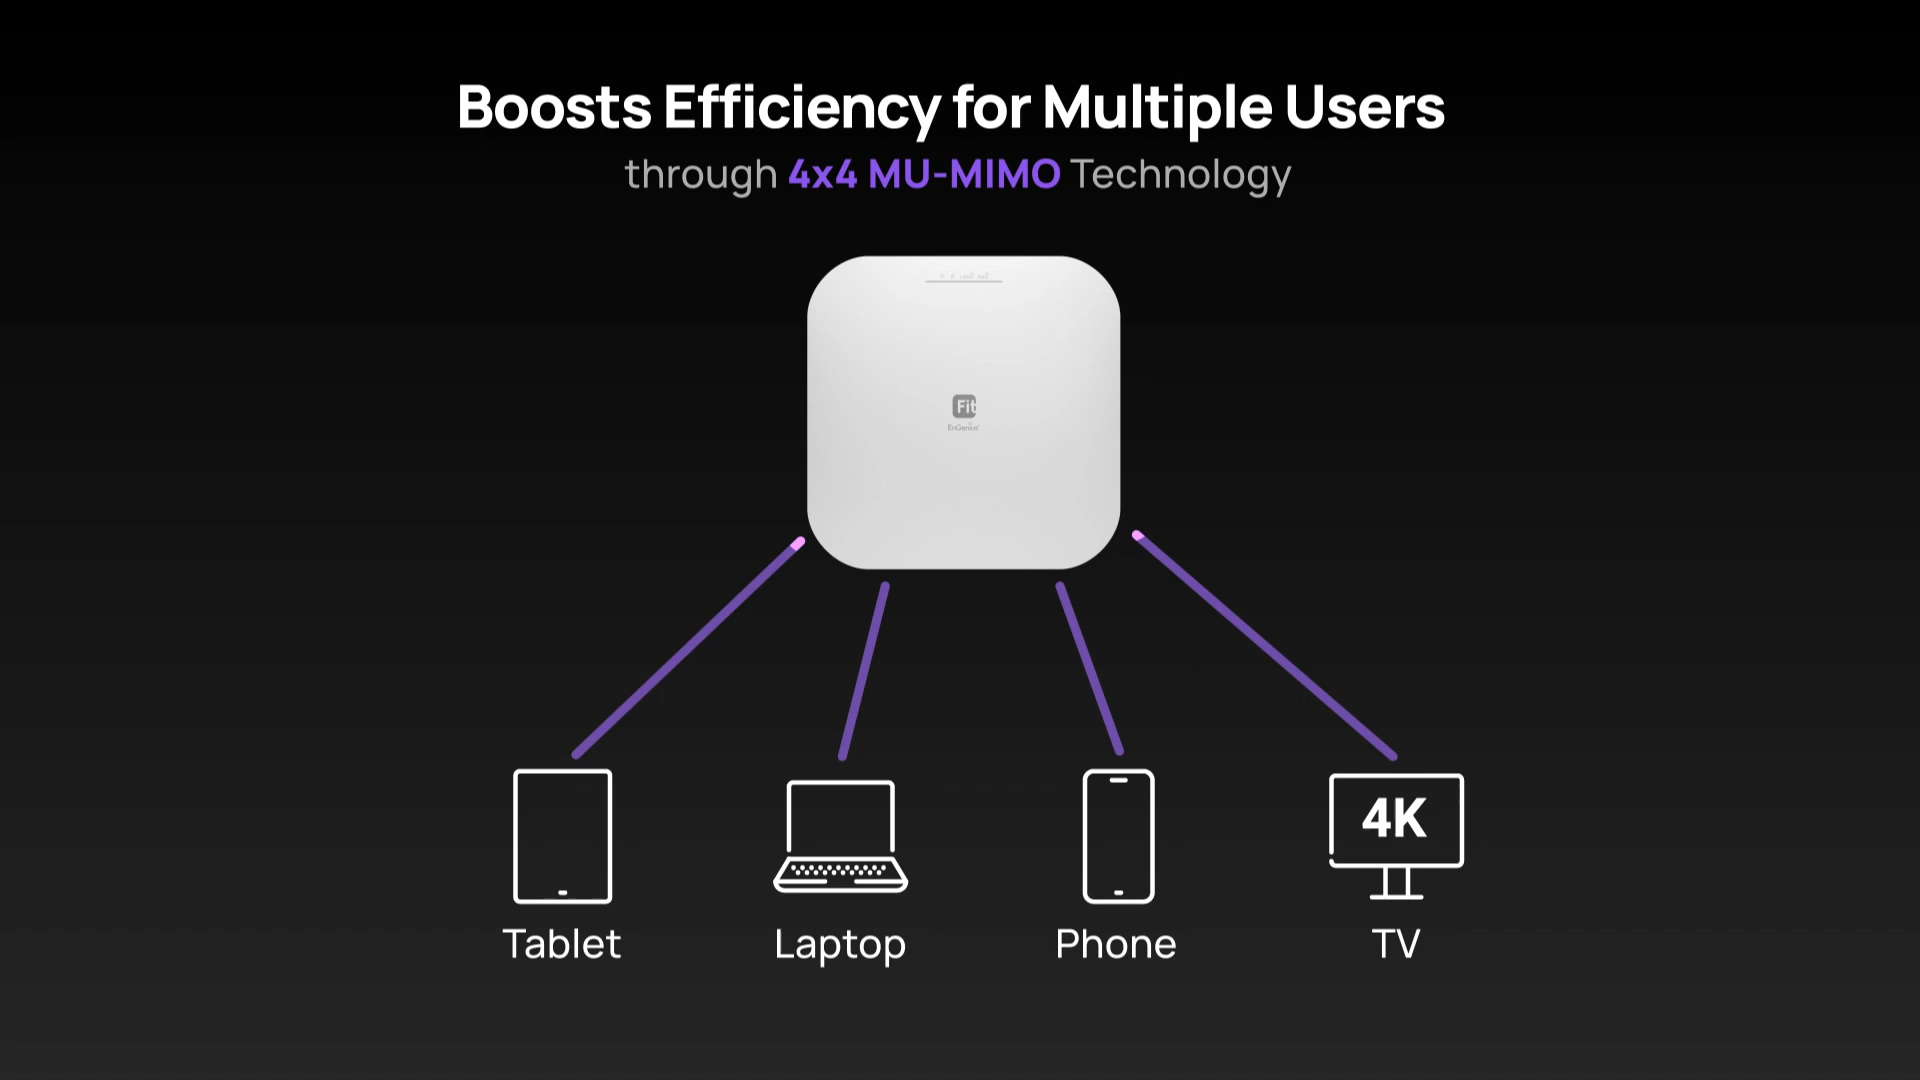 Boosts Efficiency for Multiple Users
through 4x4 MU-MIMO Technology
Fit
EnGenius
4K
Tablet
Laptop
Phone
TV